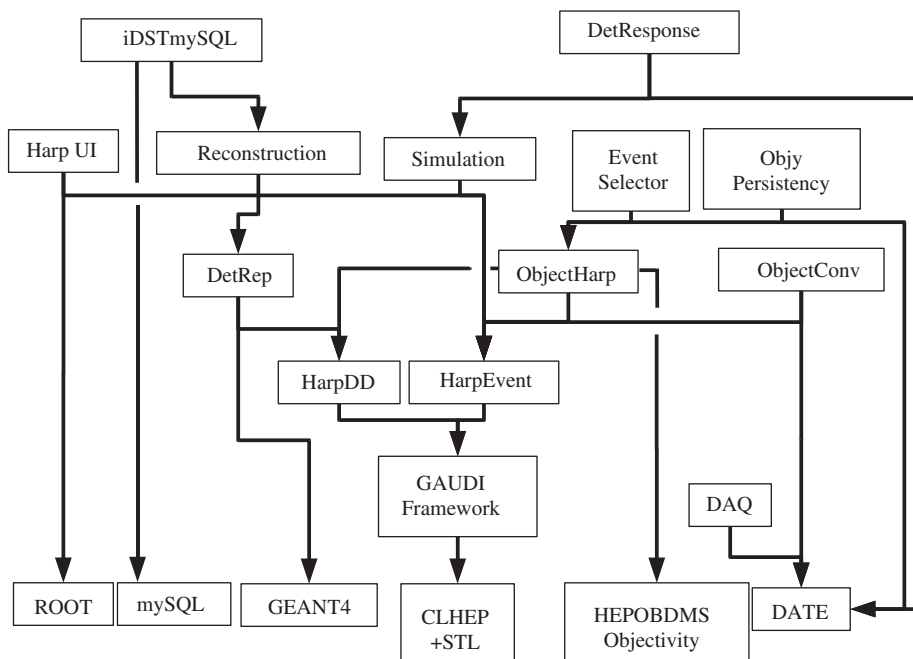 iDSTmySQL
DetResponse
Harp UI
Reconstruction
Simulation
Event
Selector
Objy
Persistency
DetRep
ObjectHarp
ObjectConv
HarpDD
HarpEvent
GAUDI
Framework
DAQ
ROOT
mySQL
GEANT4
CLHEP
+STL
HEPOBDMS
Objectivity
DATE